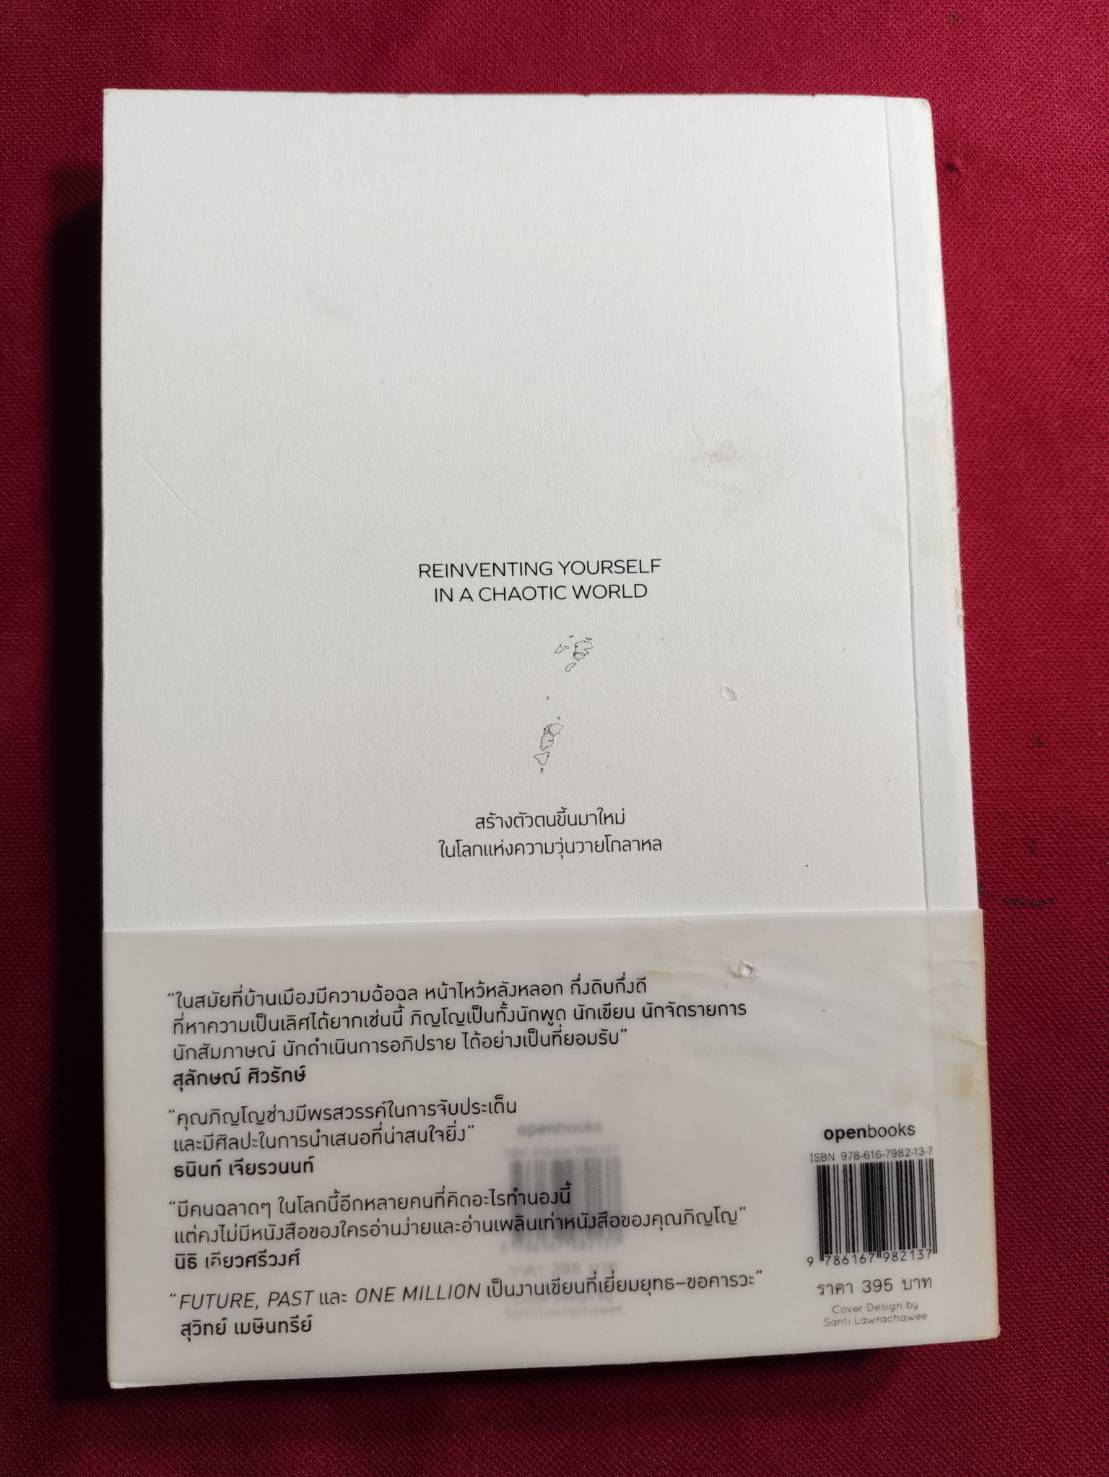 REINVENTING YOURSELF
IN A CHAOTIC WORLD
สร้างตัวตนขึ้นมาใหม่
ในโลกแห่งความวุ่นวายโกลาหล
“ในสมัยที่บ้านเมืองมีความฉ้อฉล หน้าไหว้หลังหลอก กึ่งดิบกึ่งดี
ที่หาความเป็นเลิศได้ยากเช่นนี้ ภิญโญเป็นทั้งนักพูด นักเขียน นักจัดรายการ
นักสัมภาษณ์ นักดำเนินการอภิปราย ได้อย่างเป็นที่ยอมรับ”
สุลักษณ์ ศิวรักษ์
“คุณภิญโญช่างมีพรสวรรค์ในการจับประเด็น
และมีศิลปะในการนำเสนอที่น่าสนใจยิ่ง”
ธนินท์ เจียรวนนท์
“มีคนฉลาดๆ ในโลกนี้อีกหลายคนที่คิดอะไรทำนองนี้
แต่คงไม่มีหนังสือของใครอ่านง่ายและอ่านเพลินเท่าหนังสือของคุณภิญโญ”
นิธิ เอียวศรีวงศ์
“FUTURE, PAST และ ONE MILLION เป็นงานเขียนที่เยี่ยมยุทธ-ขอคารวะ”
สุวิทย์ เมษินทรีย์
openbooks
ISBN 978-616-7982-13-7
9 786167 982137
ราคา 395 บาท
Cover Design by
Santi Lawrachawee